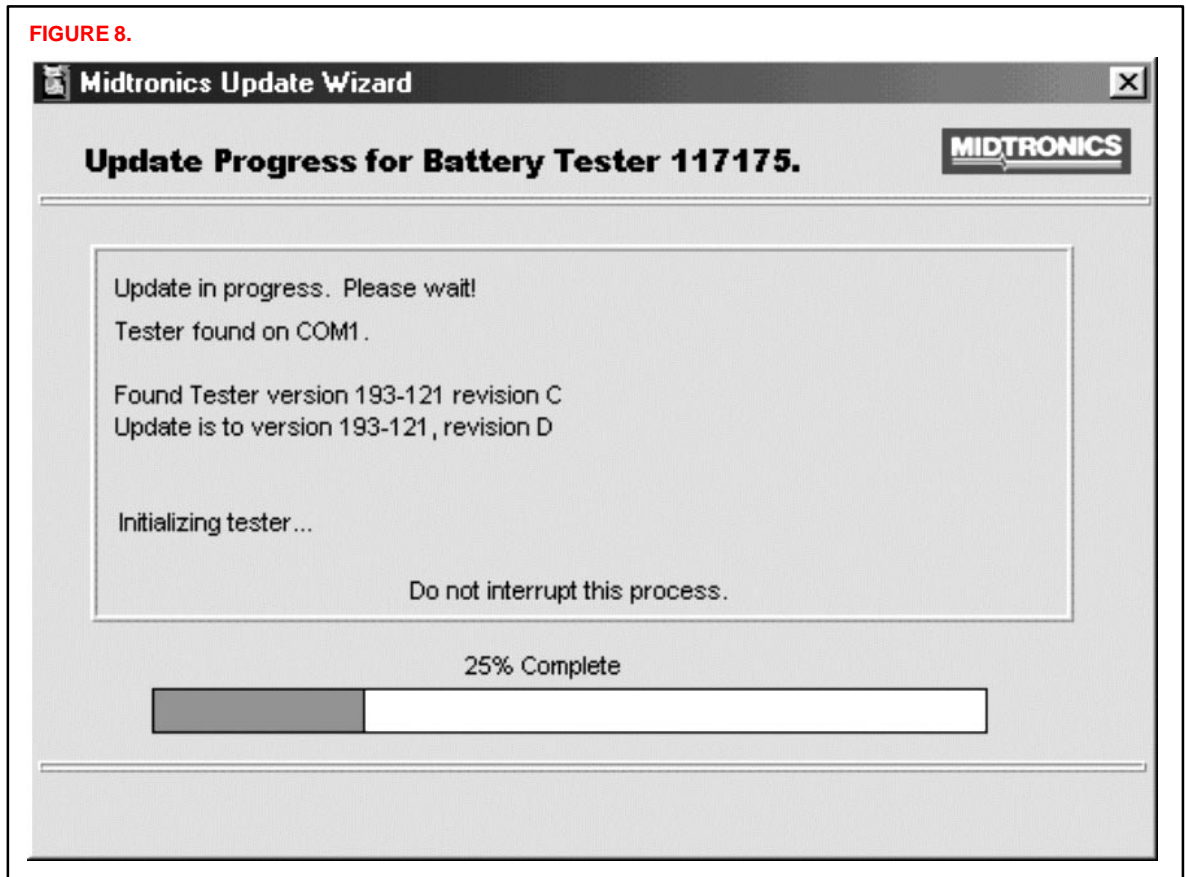 FIGURE 8.
Midtronics Update Wizard
Update Progress for Battery Tester 117175.
MIDTRONICS
Update in progress. Please wait!
Tester found on COM1.
Found Tester version 193-121 revision C
Update is to version 193-121, revision D
Initializing tester...
Do not interrupt this process.
25% Complete